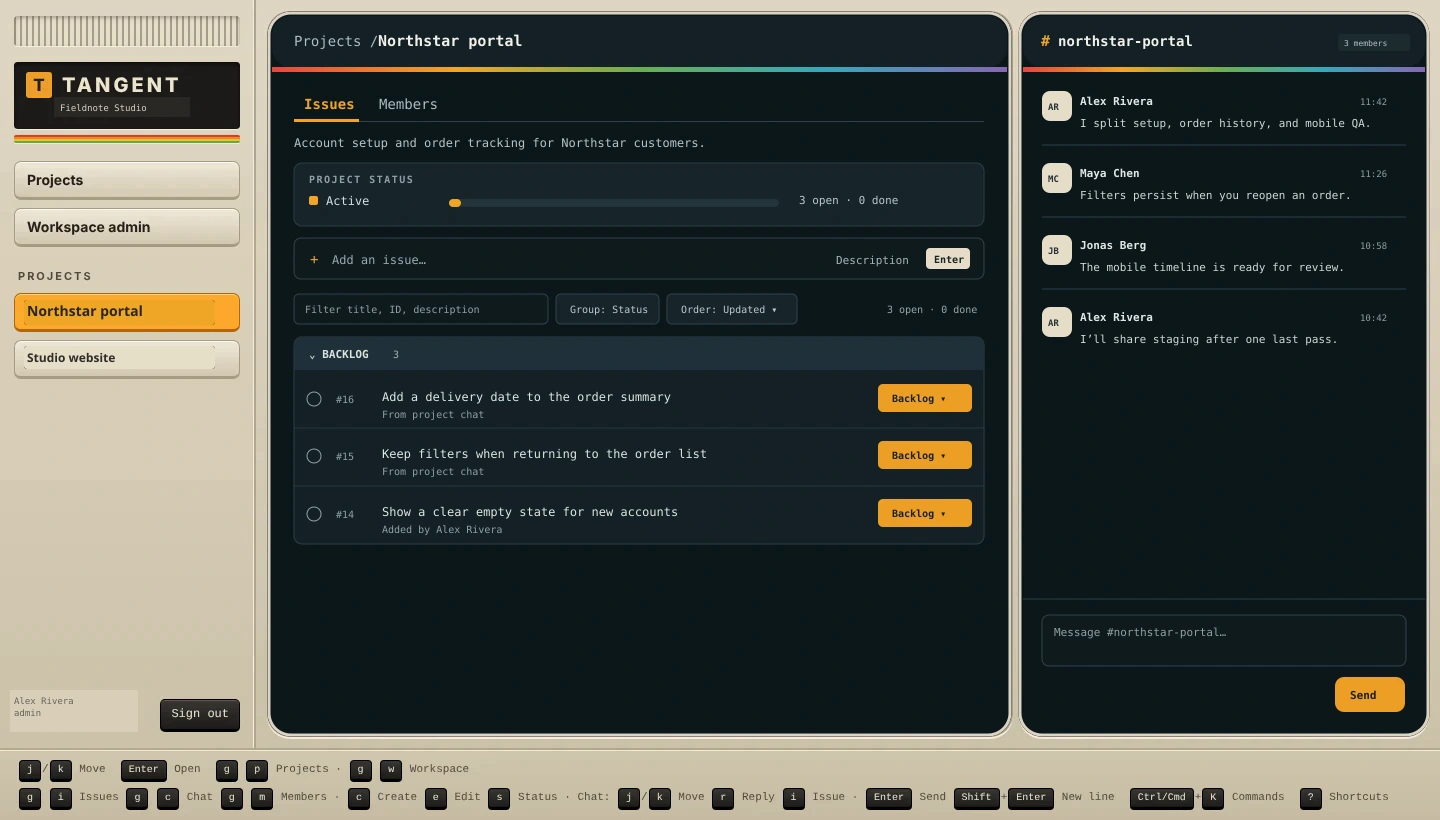 T TANGENT
Fieldnote Studio
Projects
Workspace admin
PROJECTS
Northstar portal
Studio website
Alex Rivera
admin
Sign out
Projects /Northstar portal
Issues Members
Account setup and order tracking for Northstar customers.
PROJECT STATUS
Active 3 open · 0 done
+ Add an issue… Description Enter
Filter title, ID, description Group: Status Order: Updated ▾ 3 open · 0 done
⌄ BACKLOG 3
#16 Add a delivery date to the order summary Backlog ▾
From project chat
#15 Keep filters when returning to the order list Backlog ▾
From project chat
#14 Show a clear empty state for new accounts Backlog ▾
Added by Alex Rivera
# northstar-portal 3 members
AR Alex Rivera 11:42
I split setup, order history, and mobile QA.
MC Maya Chen 11:26
Filters persist when you reopen an order.
JB Jonas Berg 10:58
The mobile timeline is ready for review.
AR Alex Rivera 10:42
I’ll share staging after one last pass.
Message #northstar-portal…
Send
j/k Move Enter Open g p Projects · g w Workspace
g i Issues g c Chat g m Members · c Create e Edit s Status · Chat: j/k Move r Reply i Issue · Enter Send Shift+Enter New line Ctrl/Cmd+K Commands ? Shortcuts